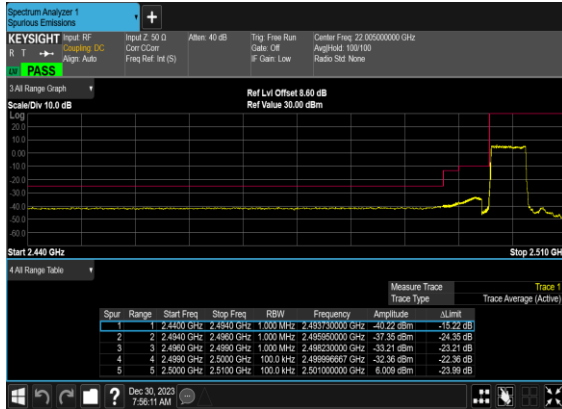 Spectrum Analyzer 1
Spurious Emissions
KEYSIGHT Input: RF Input Z: 50 Ω Atten: 40 dB Trig: Free Run Center Freq: 22.005000000 GHz
R T Coupling: DC Corr CCorr Gate: Off Avg|Hold: 100/100
Align: Auto Freq Ref: Int (S) IF Gain: Low Radio Std: None
PASS
3 All Range Graph Ref Lvl Offset 8.60 dB
Scale/Div 10.0 dB Ref Value 30.00 dBm
Log
20.0
10.0
0.00
-10.0
-20.0
-30.0
-40.0
-50.0
-60.0
Start 2.440 GHz Stop 2.510 GH
4 All Range Table
Measure Trace Trace 1
Trace Type Trace Average (Active)
Spur Range Start Freq Stop Freq RBW Frequency Amplitude ΔLimit
1 1 2.4400 GHz 2.4940 GHz 1.000 MHz 2.493730000 GHz -40.22 dBm -15.22 dB
2 2 2.4940 GHz 2.4960 GHz 1.000 MHz 2.495950000 GHz -37.35 dBm -24.35 dB
3 3 2.4960 GHz 2.4990 GHz 1.000 MHz 2.498230000 GHz -33.21 dBm -23.21 dB
4 4 2.4990 GHz 2.5000 GHz 100.0 kHz 2.499996667 GHz -32.36 dBm -22.36 dB
5 5 2.5000 GHz 2.5100 GHz 100.0 kHz 2.501000000 GHz 6.009 dBm -23.99 dB
? Dec 30, 2023
7:56:11 AM